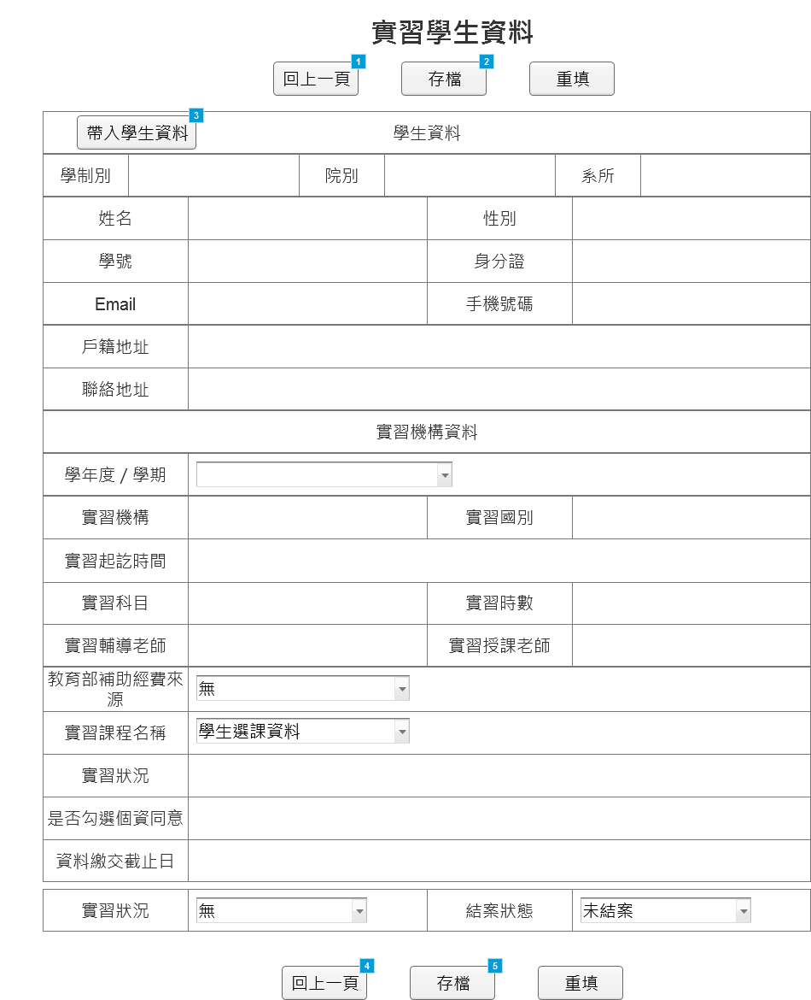 實習學生資料
回上一頁 1 存檔 2 重填
帶入學生資料 3 學生資料
學制別 院別 系所
姓名 性別
學號 身分證
Email 手機號碼
戶籍地址
聯絡地址
實習機構資料
學年度 / 學期
實習機構 實習國別
實習起訖時間
實習科目 實習時數
實習輔導老師 實習授課老師
教育部補助經費來
源 無
實習課程名稱 學生選課資料
實習狀況
是否勾選個資同意
資料繳交截止日
實習狀況 無 結案狀態 未結案
回上一頁 4 存檔 5 重填